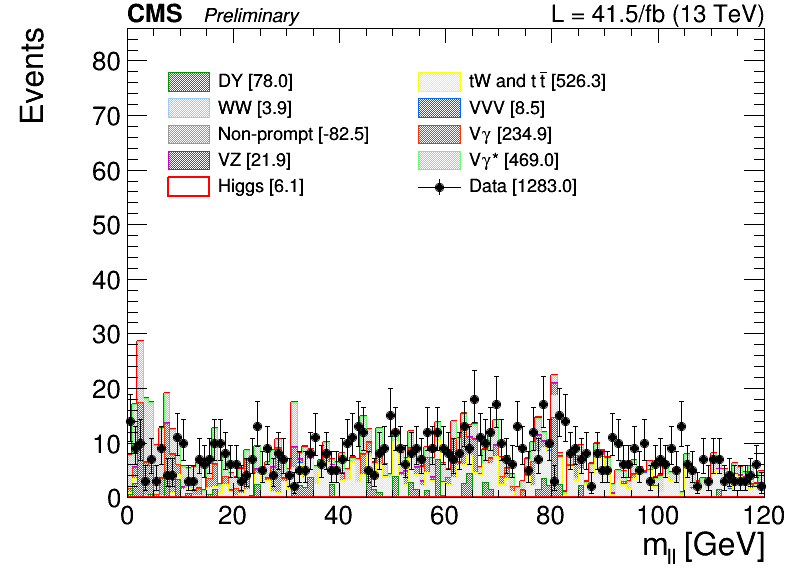 CMS Preliminary L = 41.5/fb (13 TeV)
Events
80
70
60
50
40
30
20
10
0
DY [78.0] tW and tt̅ [526.3]
WW [3.9] VVV [8.5]
Non-prompt [-82.5] Vγ [234.9]
VZ [21.9] Vγ* [469.0]
Higgs [6.1] Data [1283.0]
0 20 40 60 80 100 120
m_ll [GeV]